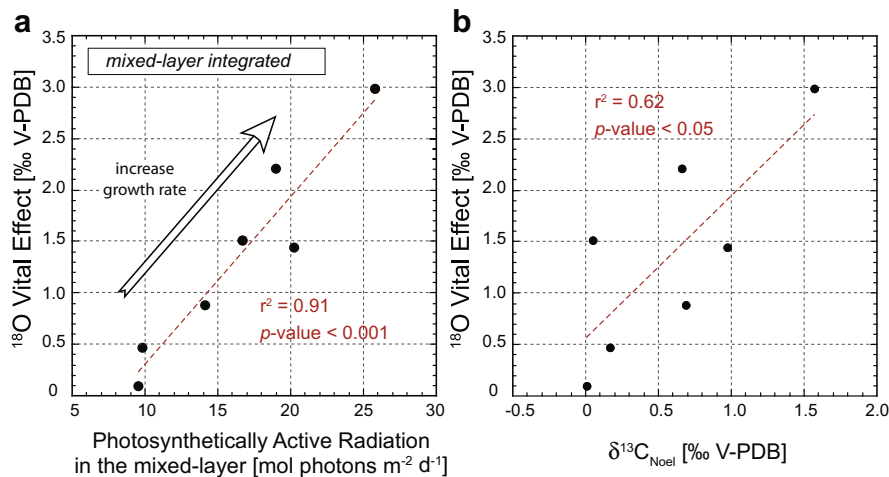 a
mixed-layer integrated
3.5
3.0
2.5
2.0
1.5
1.0
0.5
0
¹⁸O Vital Effect [‰ V-PDB]
increase
growth rate
r² = 0.91
p-value < 0.001
5
10
15
20
25
30
Photosynthetically Active Radiation
in the mixed-layer [mol photons m⁻² d⁻¹]
b
3.5
3.0
2.5
2.0
1.5
1.0
0.5
0
¹⁸O Vital Effect [‰ V-PDB]
r² = 0.62
p-value < 0.05
-0.5
0
0.5
1.0
1.5
2.0
δ¹³C_Noel [‰ V-PDB]